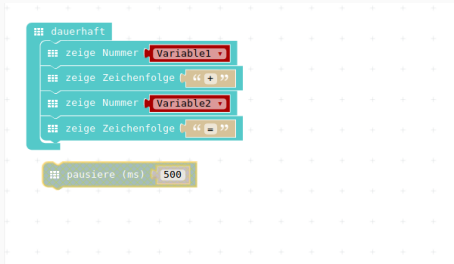 dauerhaft
zeige Nummer Variable1 ▾
zeige Zeichenfolge “ + ”
zeige Nummer Variable2 ▾
zeige Zeichenfolge “ = ”
pausiere (ms) 500